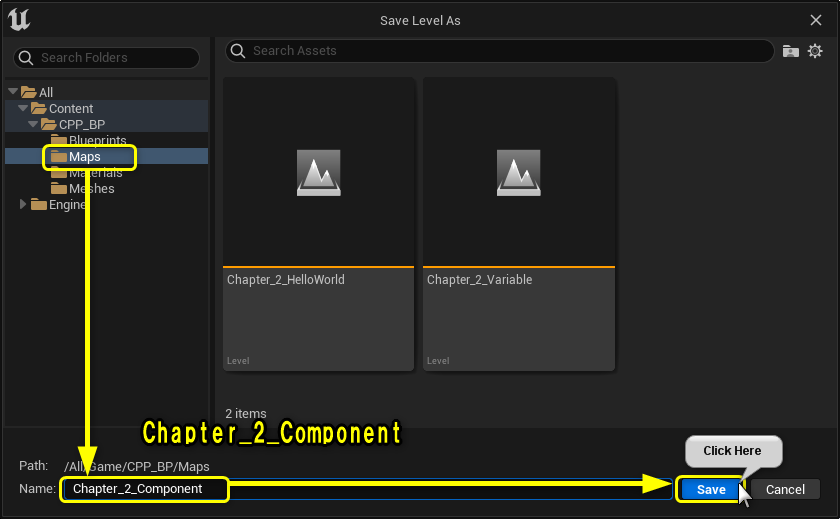 Save Level As
Search Folders
Search Assets
All
Content
CPP_BP
Blueprints
Maps
Materials
Meshes
Engine
Chapter_2_HelloWorld
Level
Chapter_2_Variable
Level
2 items
Chapter_2_Component
Path: /All/Game/CPP_BP/Maps
Click Here
Name: Chapter_2_Component
Save
Cancel